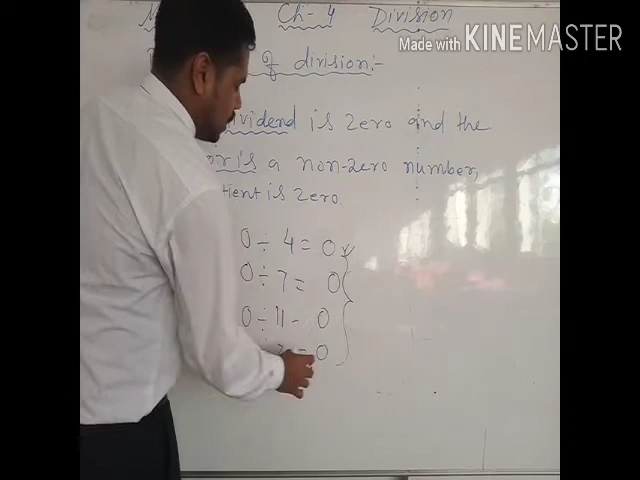 Ch-4 Division
Made with KINEMASTER
of division:-
dividend is zero and the
is a non-zero number,
is zero.
0 ÷ 4 = 0
0 ÷ 7 = 0
0 ÷ 11 - 0
= 0